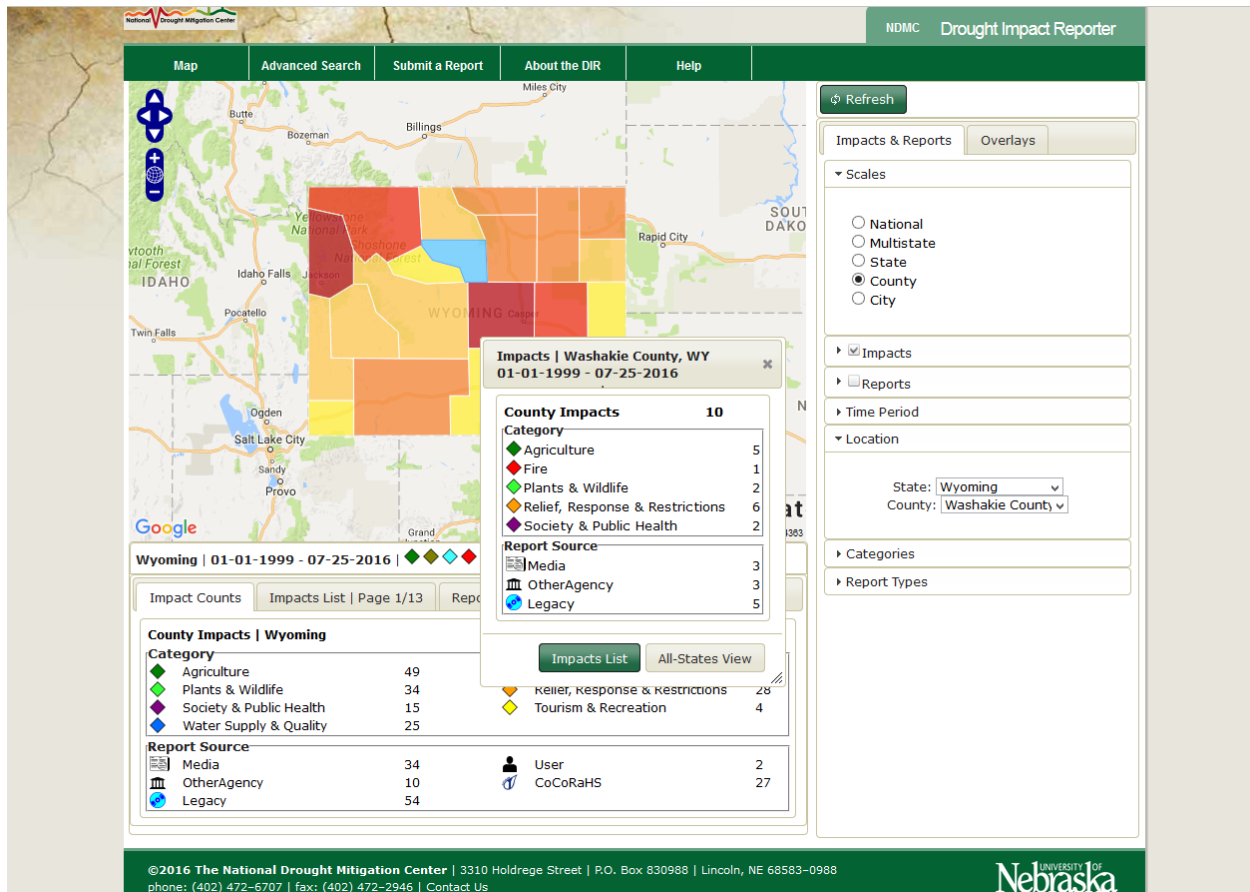 National Drought Mitigation Center
NDMC Drought Impact Reporter
Map Advanced Search Submit a Report About the DIR Help
Miles City
Butte
Billings
Bozeman
Yellowstone
National Park
Shoshone
National Forest
Rapid City
SOUT
DAKO
IDAHO
Idaho Falls
Jackson
Pocatello
WYOMING
Casper
Twin Falls
Ogden
Salt Lake City
Sandy
Provo
Google
Grand
Refresh
Impacts & Reports Overlays
Scales
National
Multistate
State
County
City
Impacts
Reports
Time Period
Location
State: Wyoming
County: Washakie County
Categories
Report Types
Impacts | Washakie County, WY
01-01-1999 - 07-25-2016
County Impacts 10
Category
Agriculture 5
Fire 1
Plants & Wildlife 2
Relief, Response & Restrictions 6
Society & Public Health 2
Report Source
Media 3
OtherAgency 3
Legacy 5
Impacts List All-States View
Wyoming | 01-01-1999 - 07-25-2016 |
Impact Counts Impacts List | Page 1/13 Repo
County Impacts | Wyoming
Category
Agriculture 49
Plants & Wildlife 34 Relief, Response & Restrictions 28
Society & Public Health 15 Tourism & Recreation 4
Water Supply & Quality 25
Report Source
Media 34 User 2
OtherAgency 10 CoCoRaHS 27
Legacy 54
©2016 The National Drought Mitigation Center | 3310 Holdrege Street | P.O. Box 830988 | Lincoln, NE 68583-0988
phone: (402) 472-6707 | fax: (402) 472-2946 | Contact Us
UNIVERSITY OF
Nebraska